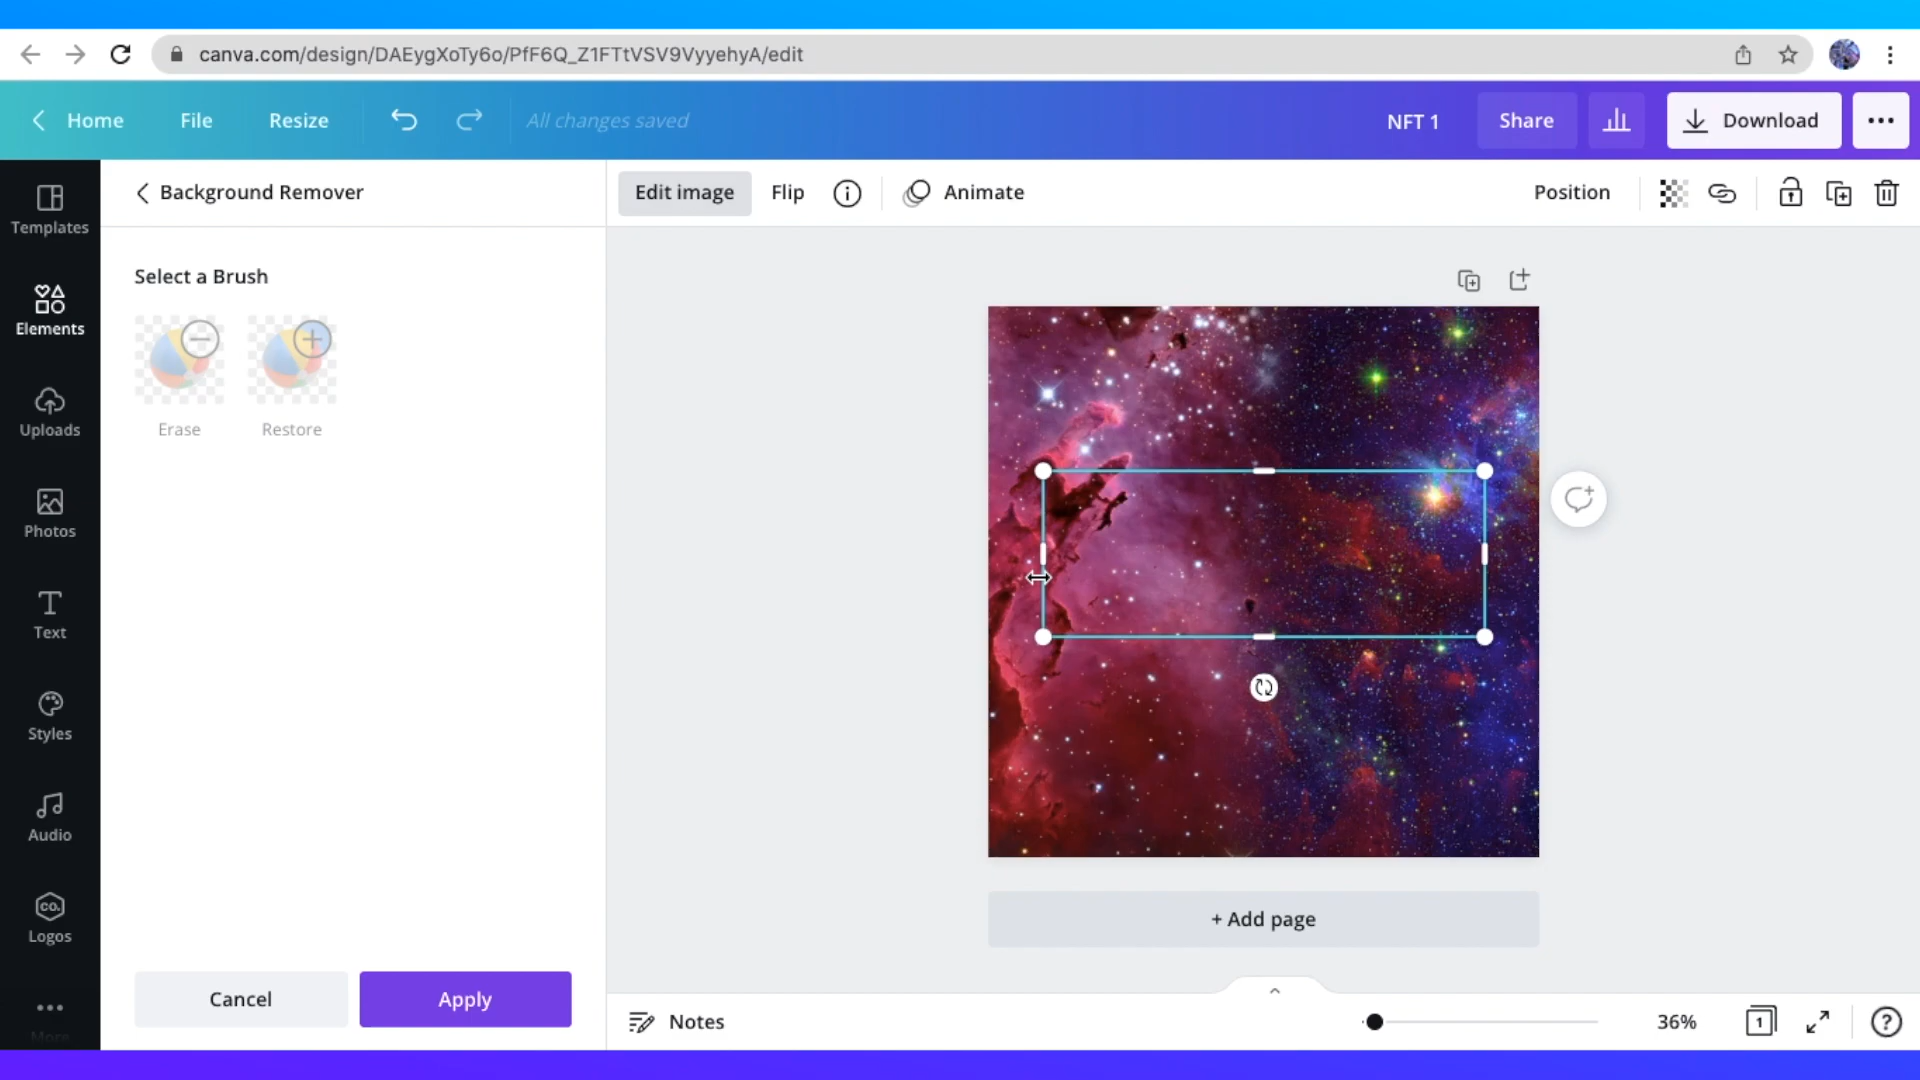 canva.com/design/DAEygXoTy6o/PfF6Q_Z1FTtVSV9VyyehyA/edit
Home File Resize All changes saved NFT 1 Share Download
Background Remover Edit image Flip Animate Position
Templates
Select a Brush
Elements
Erase Restore
Uploads
Photos
Text
Styles
Audio
+ Add page
Logos
Cancel Apply
Notes 36% 1 ?
More